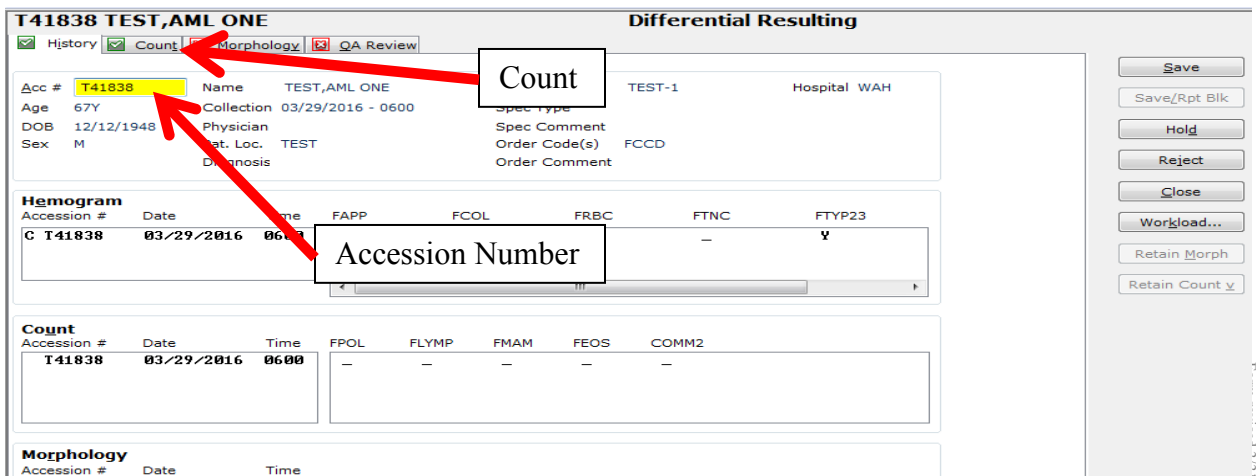 T41838 TEST,AML ONE Differential Resulting
History Count Morphology QA Review
Count
Acc # T41838 Name TEST,AML ONE TEST-1 Hospital WAH
Age 67Y Collection 03/29/2016 - 0600 Spec Type
DOB 12/12/1948 Physician Spec Comment
Sex M Pat. Loc. TEST Order Code(s) FCCD
Diagnosis Order Comment
Hemogram
Accession # Date Time FAPP FCOL FRBC FTNC FTYP23
C T41838 03/29/2016 0600 _ Y
Accession Number
Count
Accession # Date Time FPOL FLYMP FMAM FEOS COMM2
T41838 03/29/2016 0600 _ _ _ _ _
Morphology
Accession # Date Time
Save
Save/Rpt Blk
Hold
Reject
Close
Workload...
Retain Morph
Retain Count v